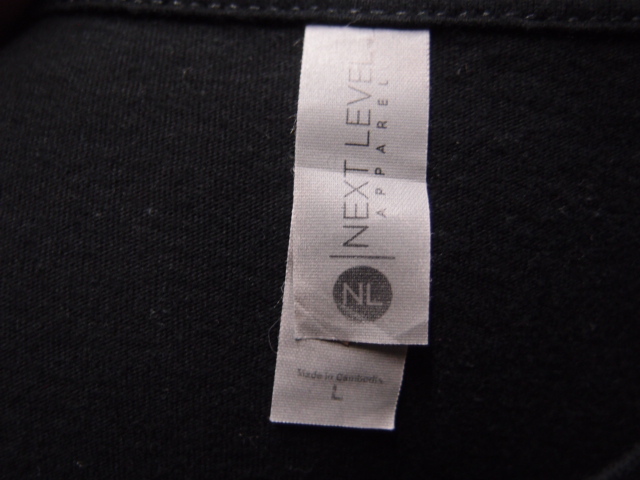 NEXT LEVEL
APPAREL
NL
Made in Cambodia
L